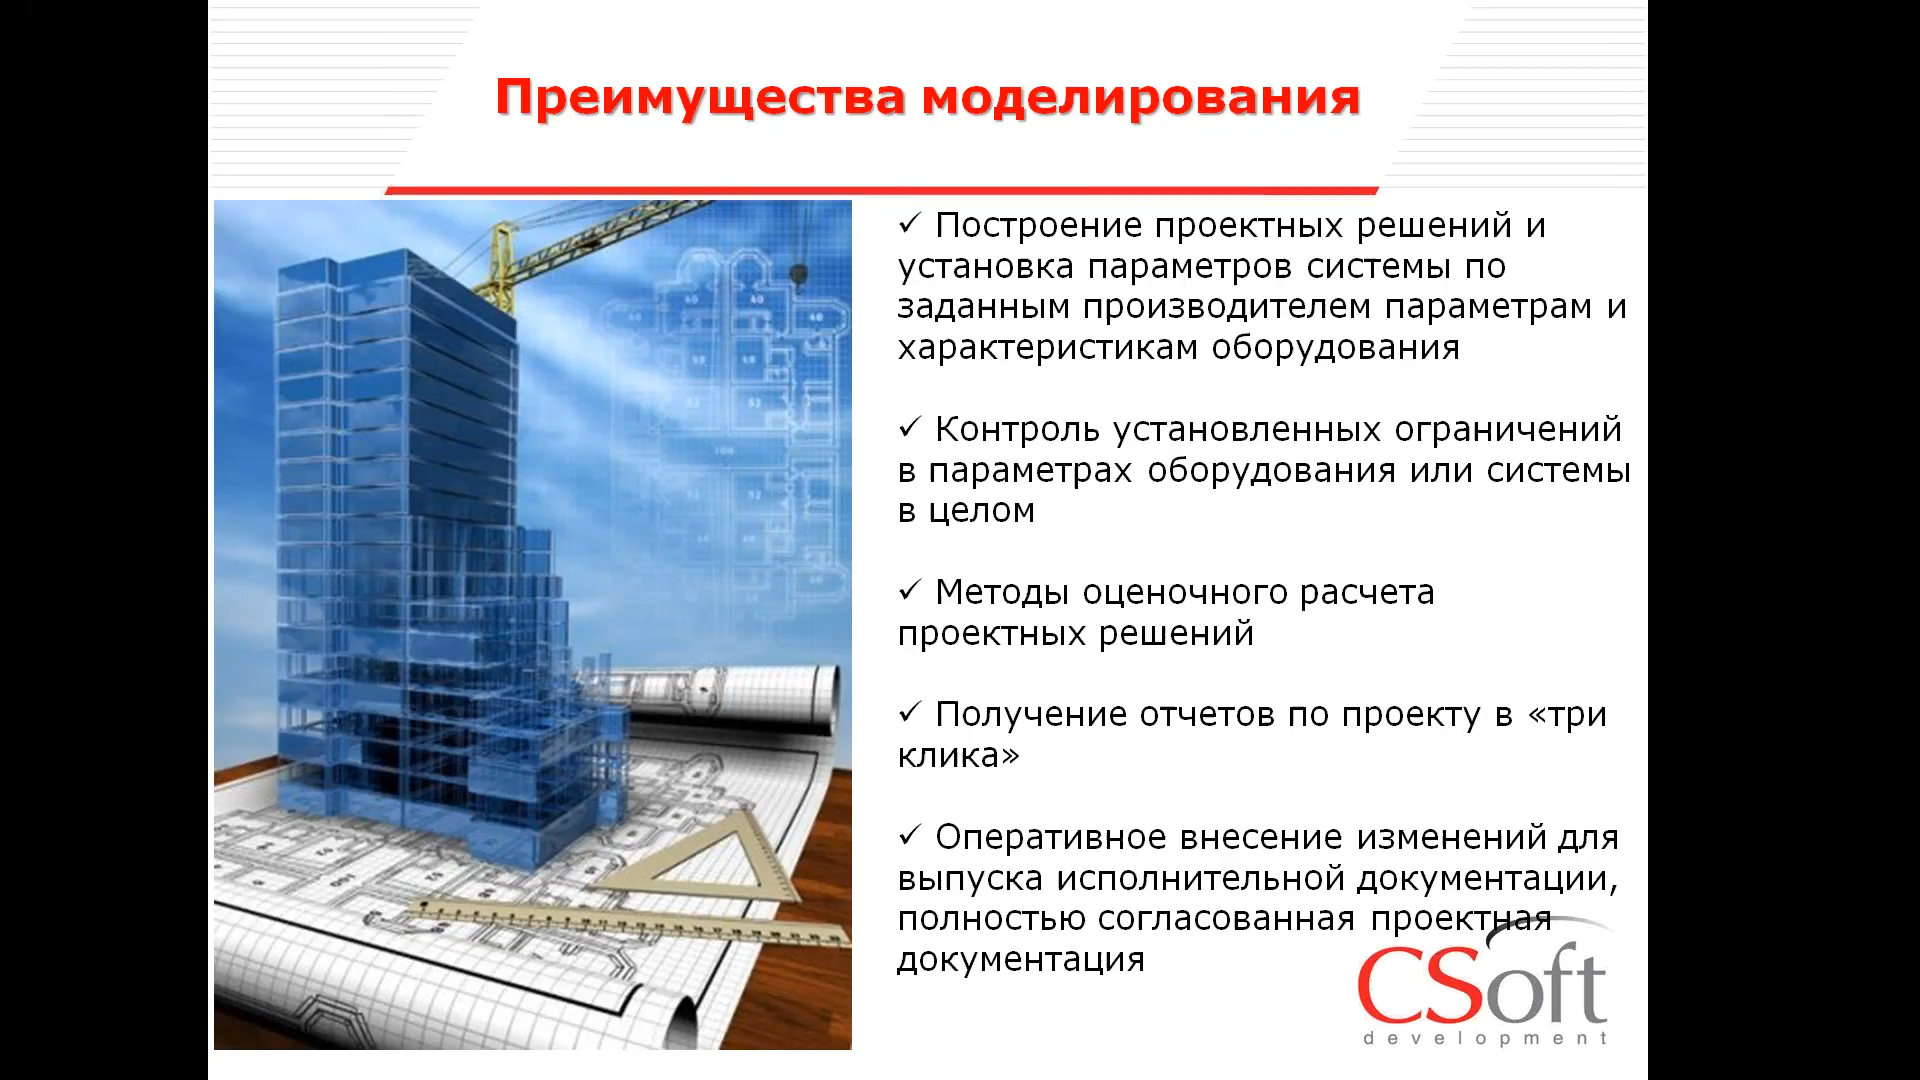 Преимущества моделирования
✓ Построение проектных решений и
установка параметров системы по
заданным производителем параметрам и
характеристикам оборудования
✓ Контроль установленных ограничений
в параметрах оборудования или системы
в целом
✓ Методы оценочного расчета
проектных решений
✓ Получение отчетов по проекту в «три
клика»
✓ Оперативное внесение изменений для
выпуска исполнительной документации,
полностью согласованная проектная
документация
CSoft
development